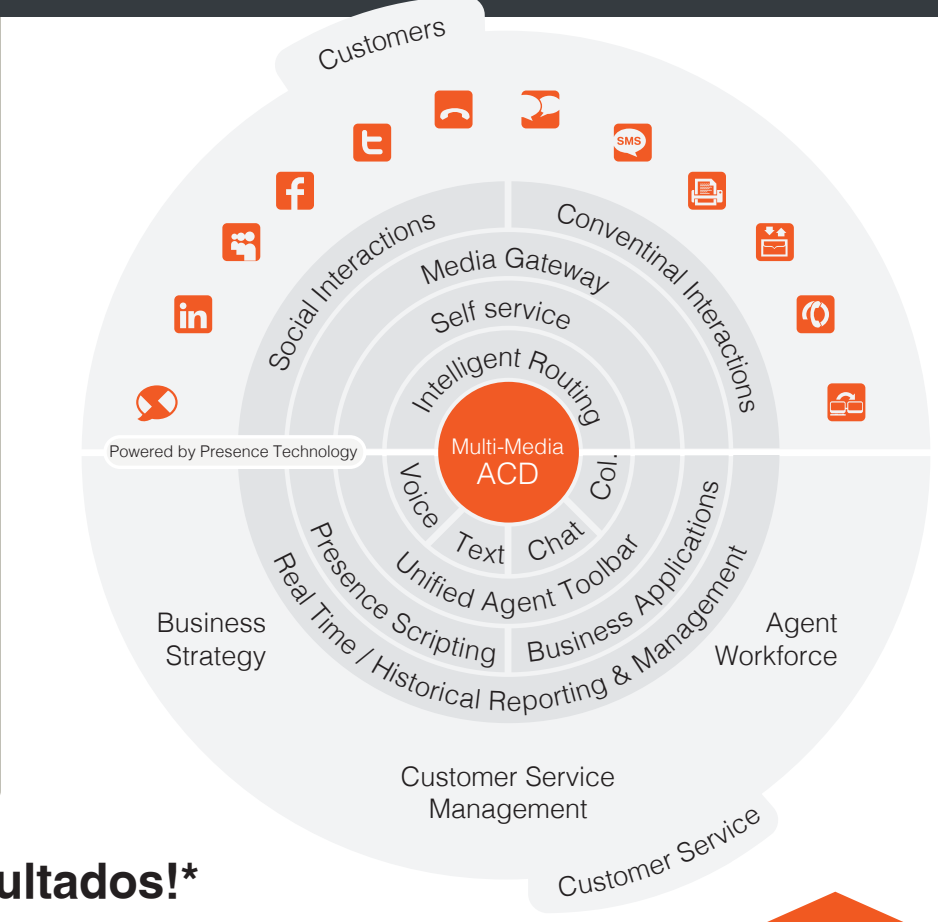 Customers
SMS
in
f
t
Social Interactions
Conventinal Interactions
Media Gateway
Self service
Intelligent Routing
Multi-Media
ACD
Powered by Presence Technology
Voice
Text
Chat
Col.
Unified Agent Toolbar
Presence Scripting
Business Applications
Real Time / Historical Reporting & Management
Business
Strategy
Agent
Workforce
Customer Service
Management
Customer Service
ultados!*